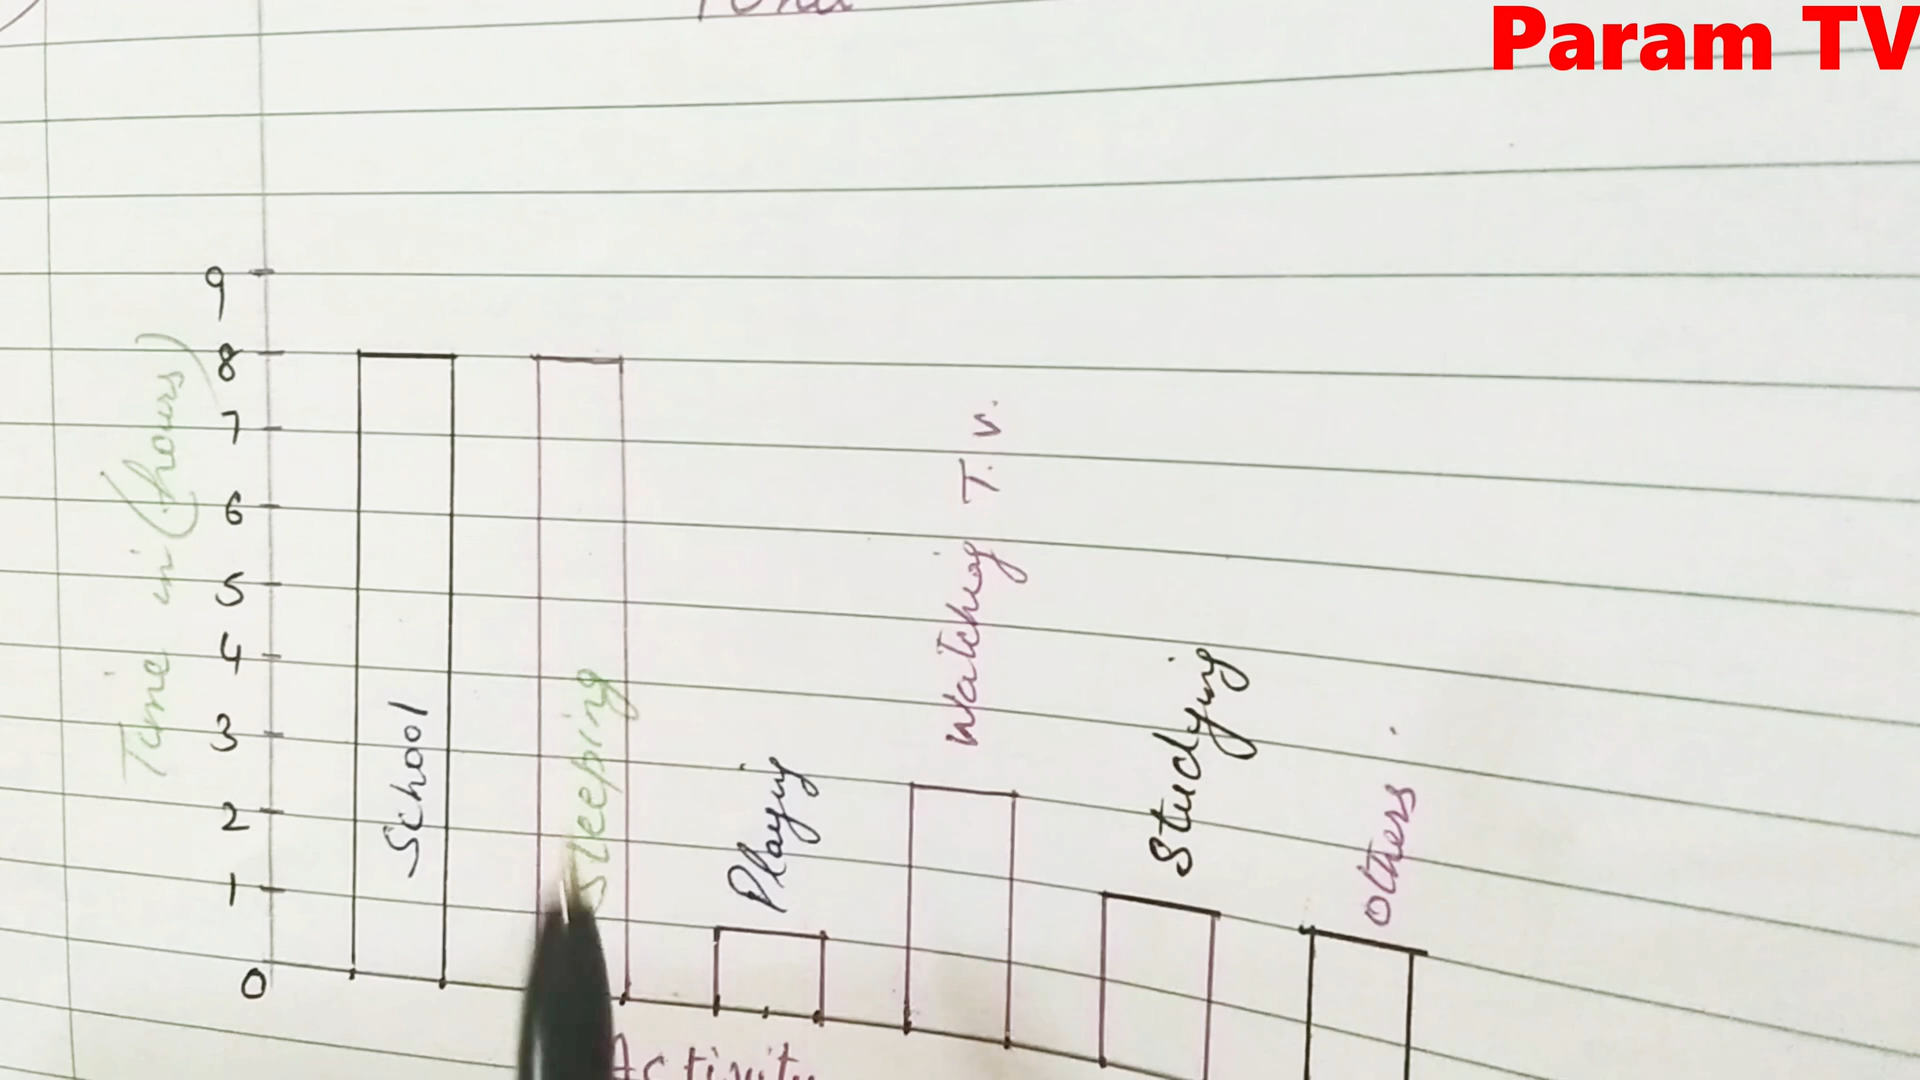 Param TV
9
8
7
6
5
4
3
2
1
0
Time in (hours)
School
Sleeping
Playing
Watching T.V.
Studying
others
Activity